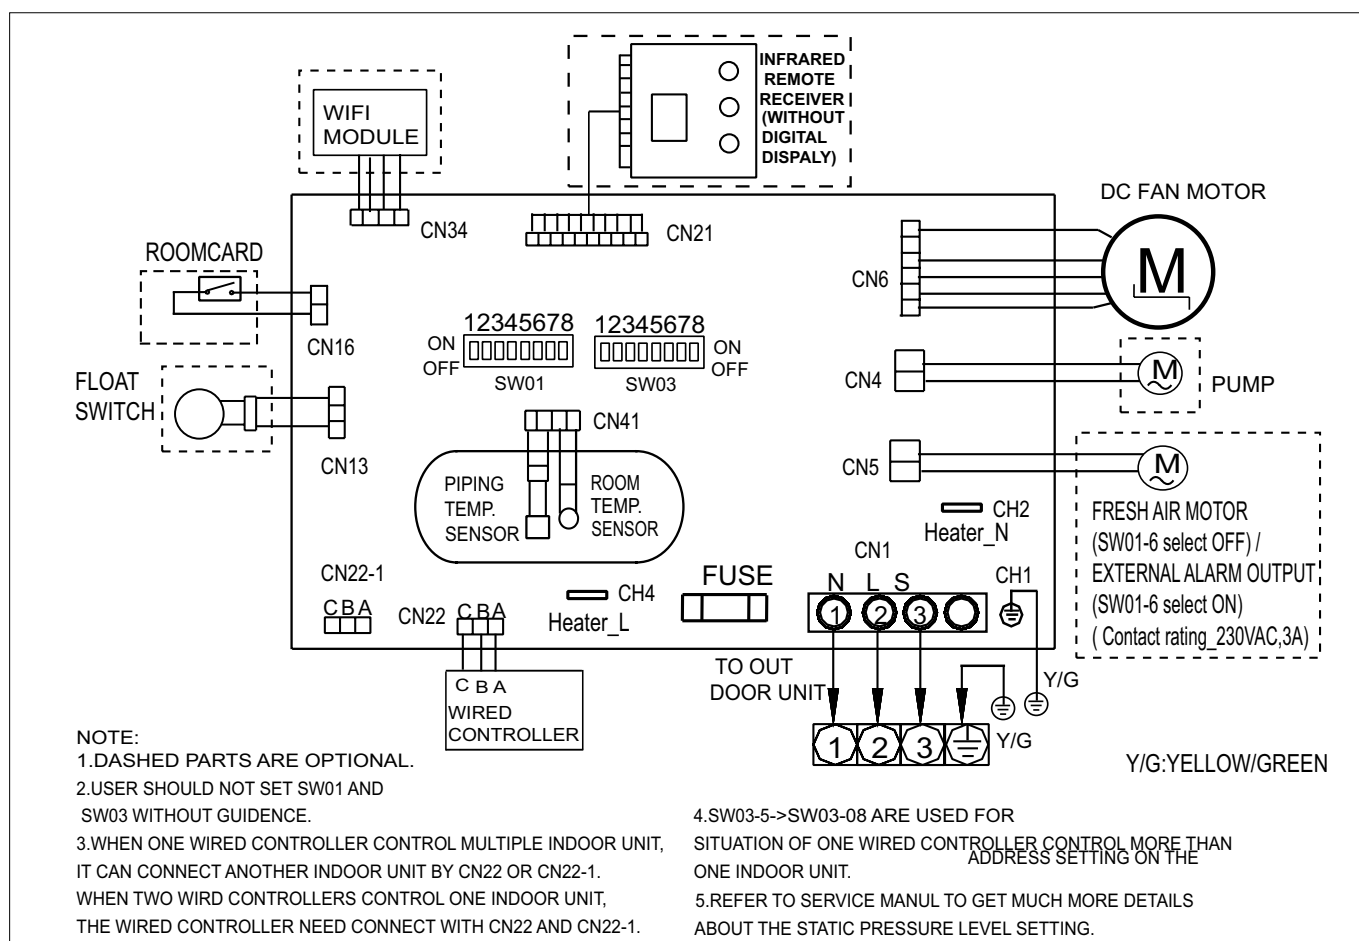 INFRARED
REMOTE
RECEIVER
(WITHOUT
DIGITAL
DISPALY)
WIFI
MODULE
DC FAN MOTOR
CN34
CN21
ROOMCARD
M
CN6
12345678 12345678
ON
OFF
ON
OFF
SW01
SW03
CN16
FLOAT
SWITCH
CN4
M
PUMP
CN41
CN13
CN5
M
PIPING
TEMP.
SENSOR
ROOM
TEMP.
SENSOR
CH2
Heater_N
FRESH AIR MOTOR
(SW01-6 select OFF) /
EXTERNAL ALARM OUTPUT
(SW01-6 select ON)
( Contact rating_230VAC,3A)
CN1
CN22-1
C B A
CN22
C B A
CH4
Heater_L
FUSE
N L S
1 2 3
CH1
C B A
WIRED
CONTROLLER
TO OUT
DOOR UNIT
Y/G
Y/G
1 2 3
Y/G:YELLOW/GREEN
NOTE:
1.DASHED PARTS ARE OPTIONAL.
2.USER SHOULD NOT SET SW01 AND
SW03 WITHOUT GUIDENCE.
3.WHEN ONE WIRED CONTROLLER CONTROL MULTIPLE INDOOR UNIT,
IT CAN CONNECT ANOTHER INDOOR UNIT BY CN22 OR CN22-1.
WHEN TWO WIRD CONTROLLERS CONTROL ONE INDOOR UNIT,
THE WIRED CONTROLLER NEED CONNECT WITH CN22 AND CN22-1.
4.SW03-5->SW03-08 ARE USED FOR
SITUATION OF ONE WIRED CONTROLLER CONTROL MORE THAN
ADDRESS SETTING ON THE
ONE INDOOR UNIT.
5.REFER TO SERVICE MANUL TO GET MUCH MORE DETAILS
ABOUT THE STATIC PRESSURE LEVEL SETTING.